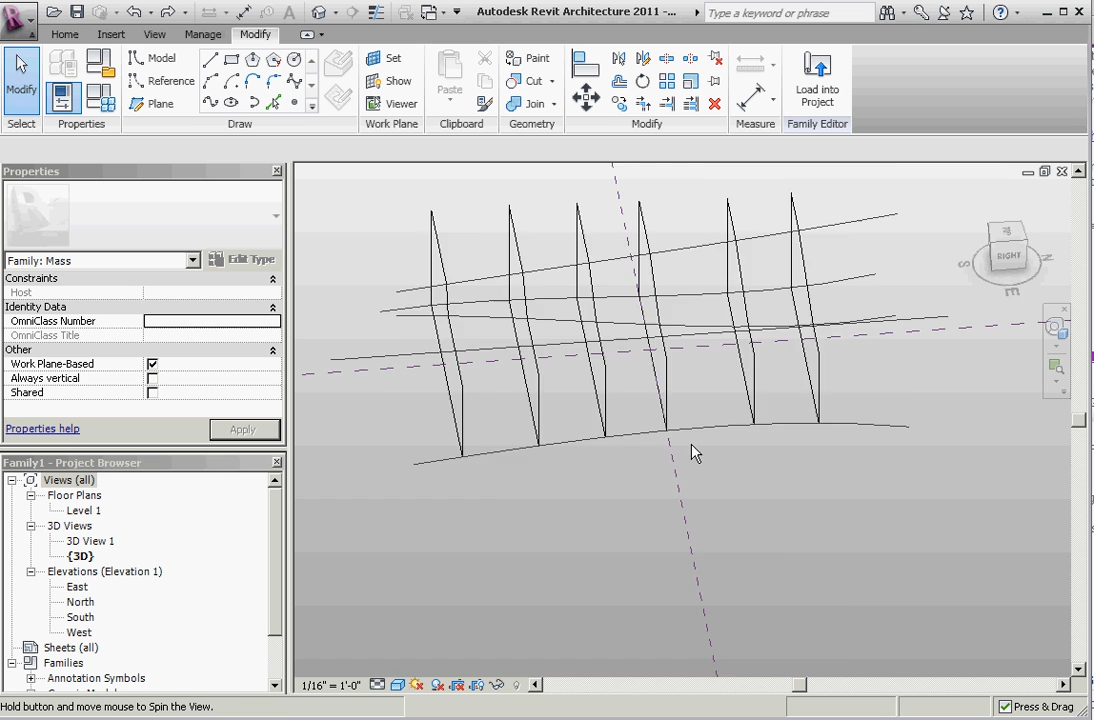 Autodesk Revit Architecture 2011 -
Type a keyword or phrase
Home Insert View Manage Modify
Modify
Model
Reference
Plane
Set
Show
Viewer
Paste
Paint
Cut
Join
Load into
Project
Select Properties Draw Work Plane Clipboard Geometry Modify Measure Family Editor
Properties
Family: Mass
Edit Type
Constraints
Host
Identity Data
OmniClass Number
OmniClass Title
Other
Work Plane-Based
Always vertical
Shared
Properties help
Apply
Family1 - Project Browser
Views (all)
Floor Plans
Level 1
3D Views
3D View 1
{3D}
Elevations (Elevation 1)
East
North
South
West
Sheets (all)
Families
Annotation Symbols
RIGHT
S
E
N
1/16" = 1'-0"
Hold button and move mouse to Spin the View.
Press & Drag